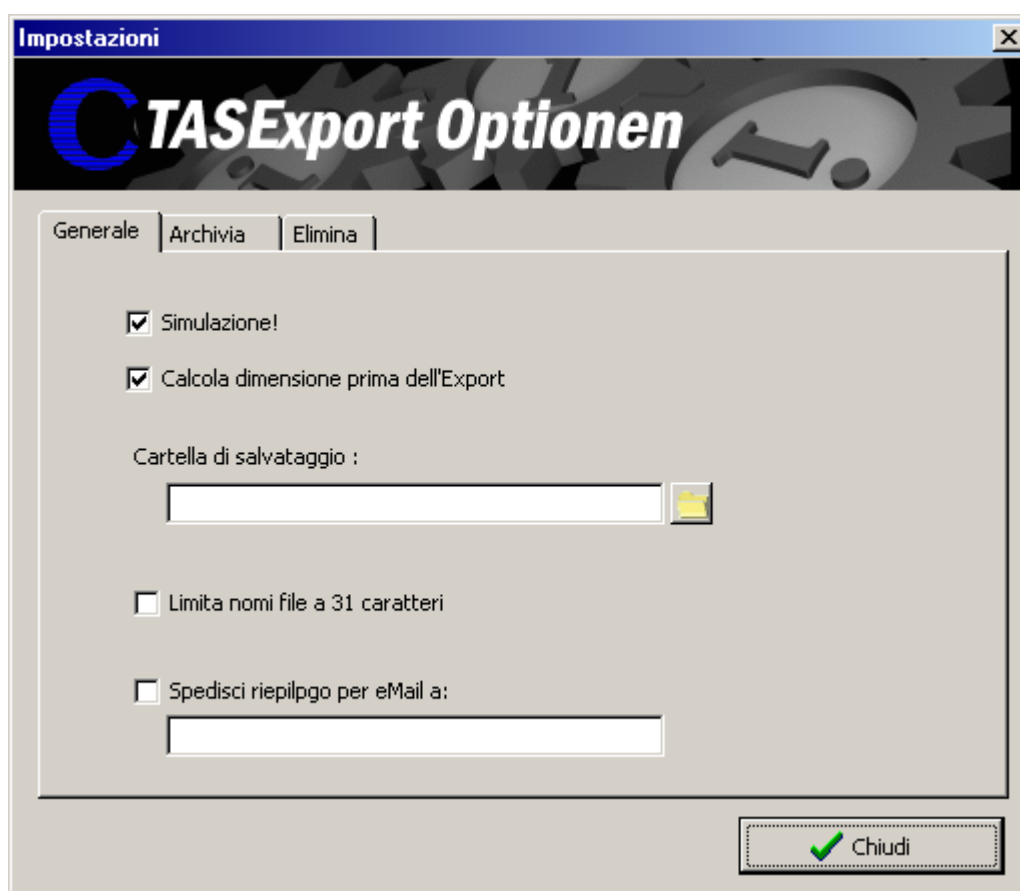 Impostazioni
C TASExport Optionen
Generale Archivia Elimina
Simulazione!
Calcola dimensione prima dell'Export
Cartella di salvataggio :
Limita nomi file a 31 caratteri
Spedisci riepilpgo per eMail a:
Chiudi